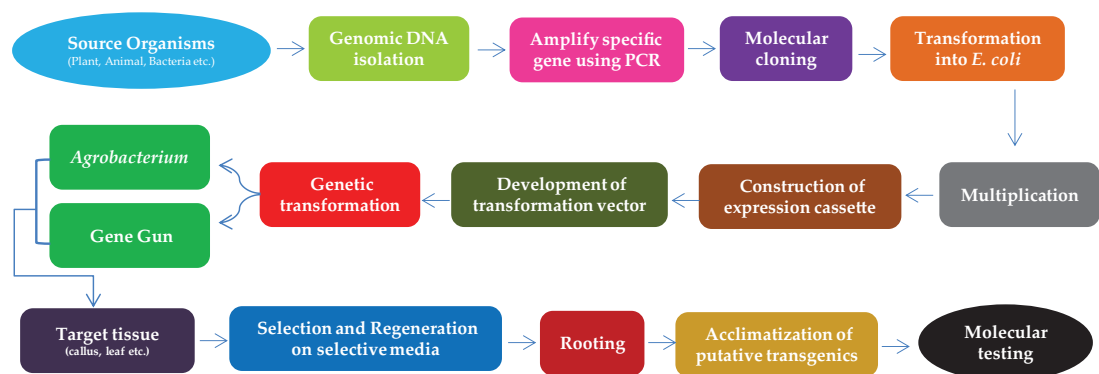 Source Organisms
(Plant, Animal, Bacteria etc.)
Genomic DNA
isolation
Amplify specific
gene using PCR
Molecular
cloning
Transformation
into E. coli
Multiplication
Construction of
expression cassette
Development of
transformation vector
Genetic
transformation
Agrobacterium
Gene Gun
Target tissue
(callus, leaf etc.)
Selection and Regeneration
on selective media
Rooting
Acclimatization of
putative transgenics
Molecular
testing